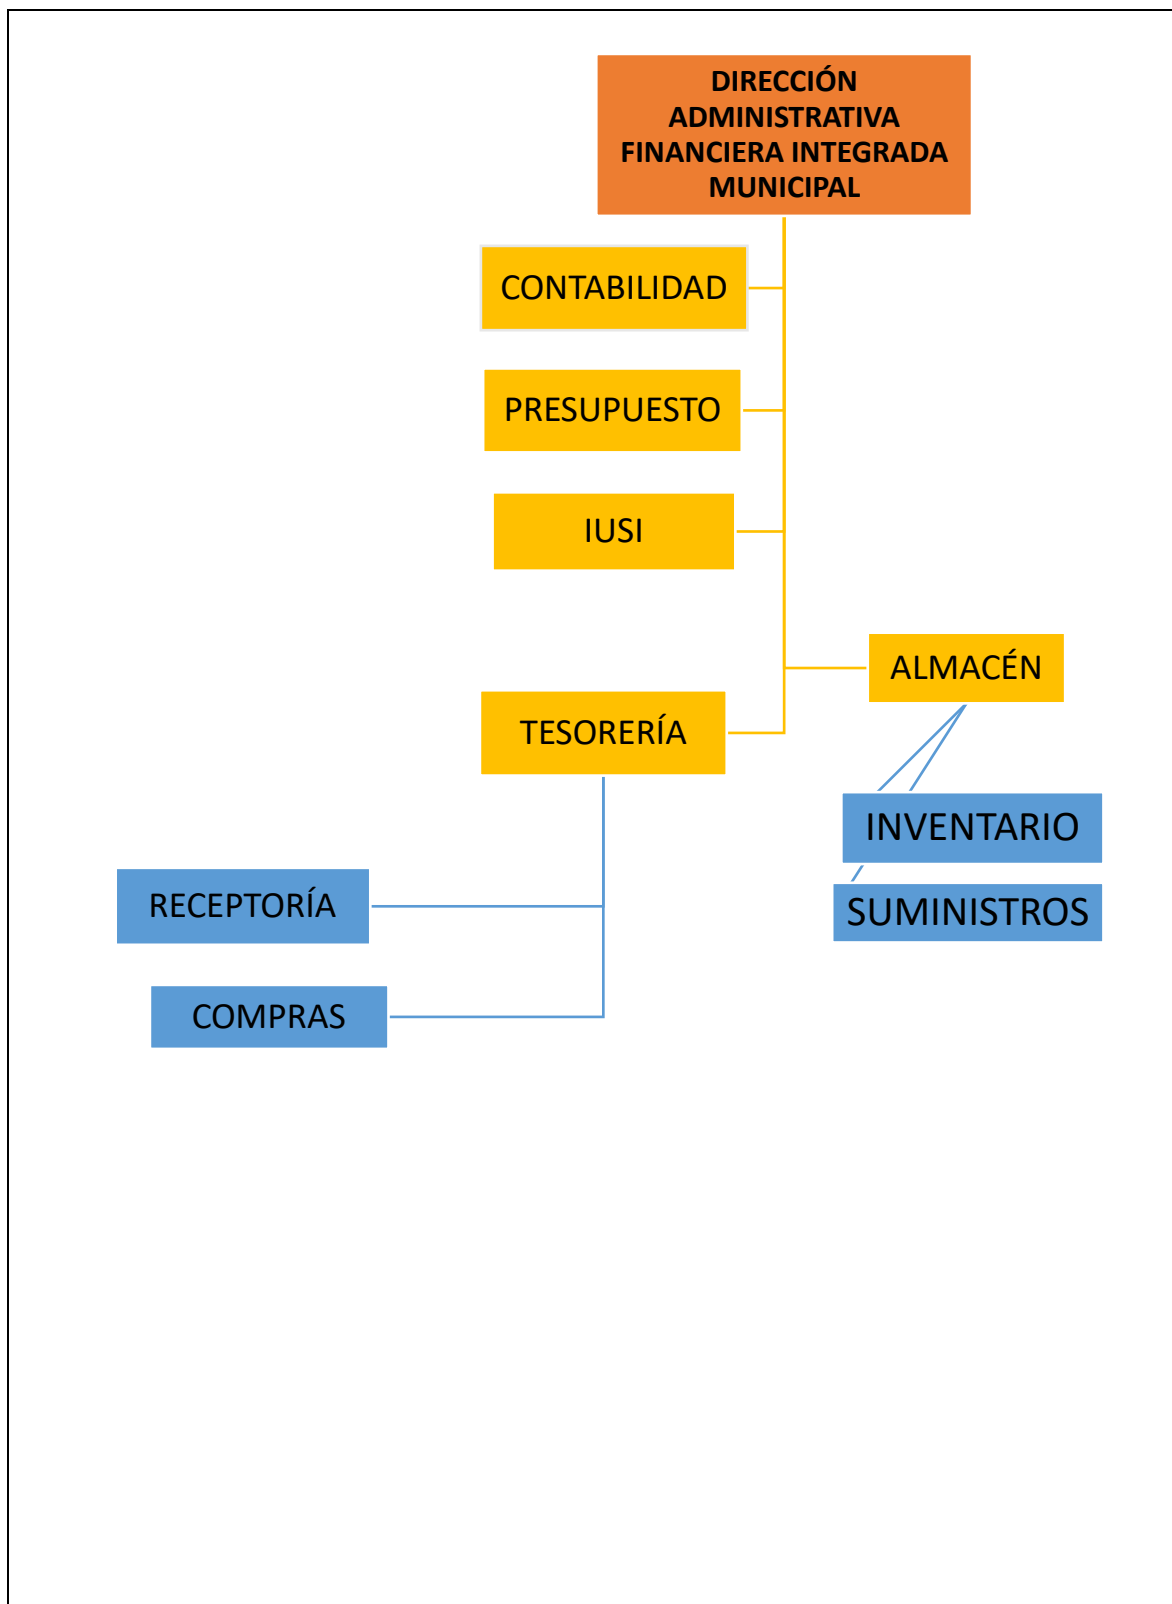 DIRECCIÓN
ADMINISTRATIVA
FINANCIERA INTEGRADA
MUNICIPAL
CONTABILIDAD
PRESUPUESTO
IUSI
ALMACÉN
TESORERÍA
INVENTARIO
RECEPTORÍA
SUMINISTROS
COMPRAS